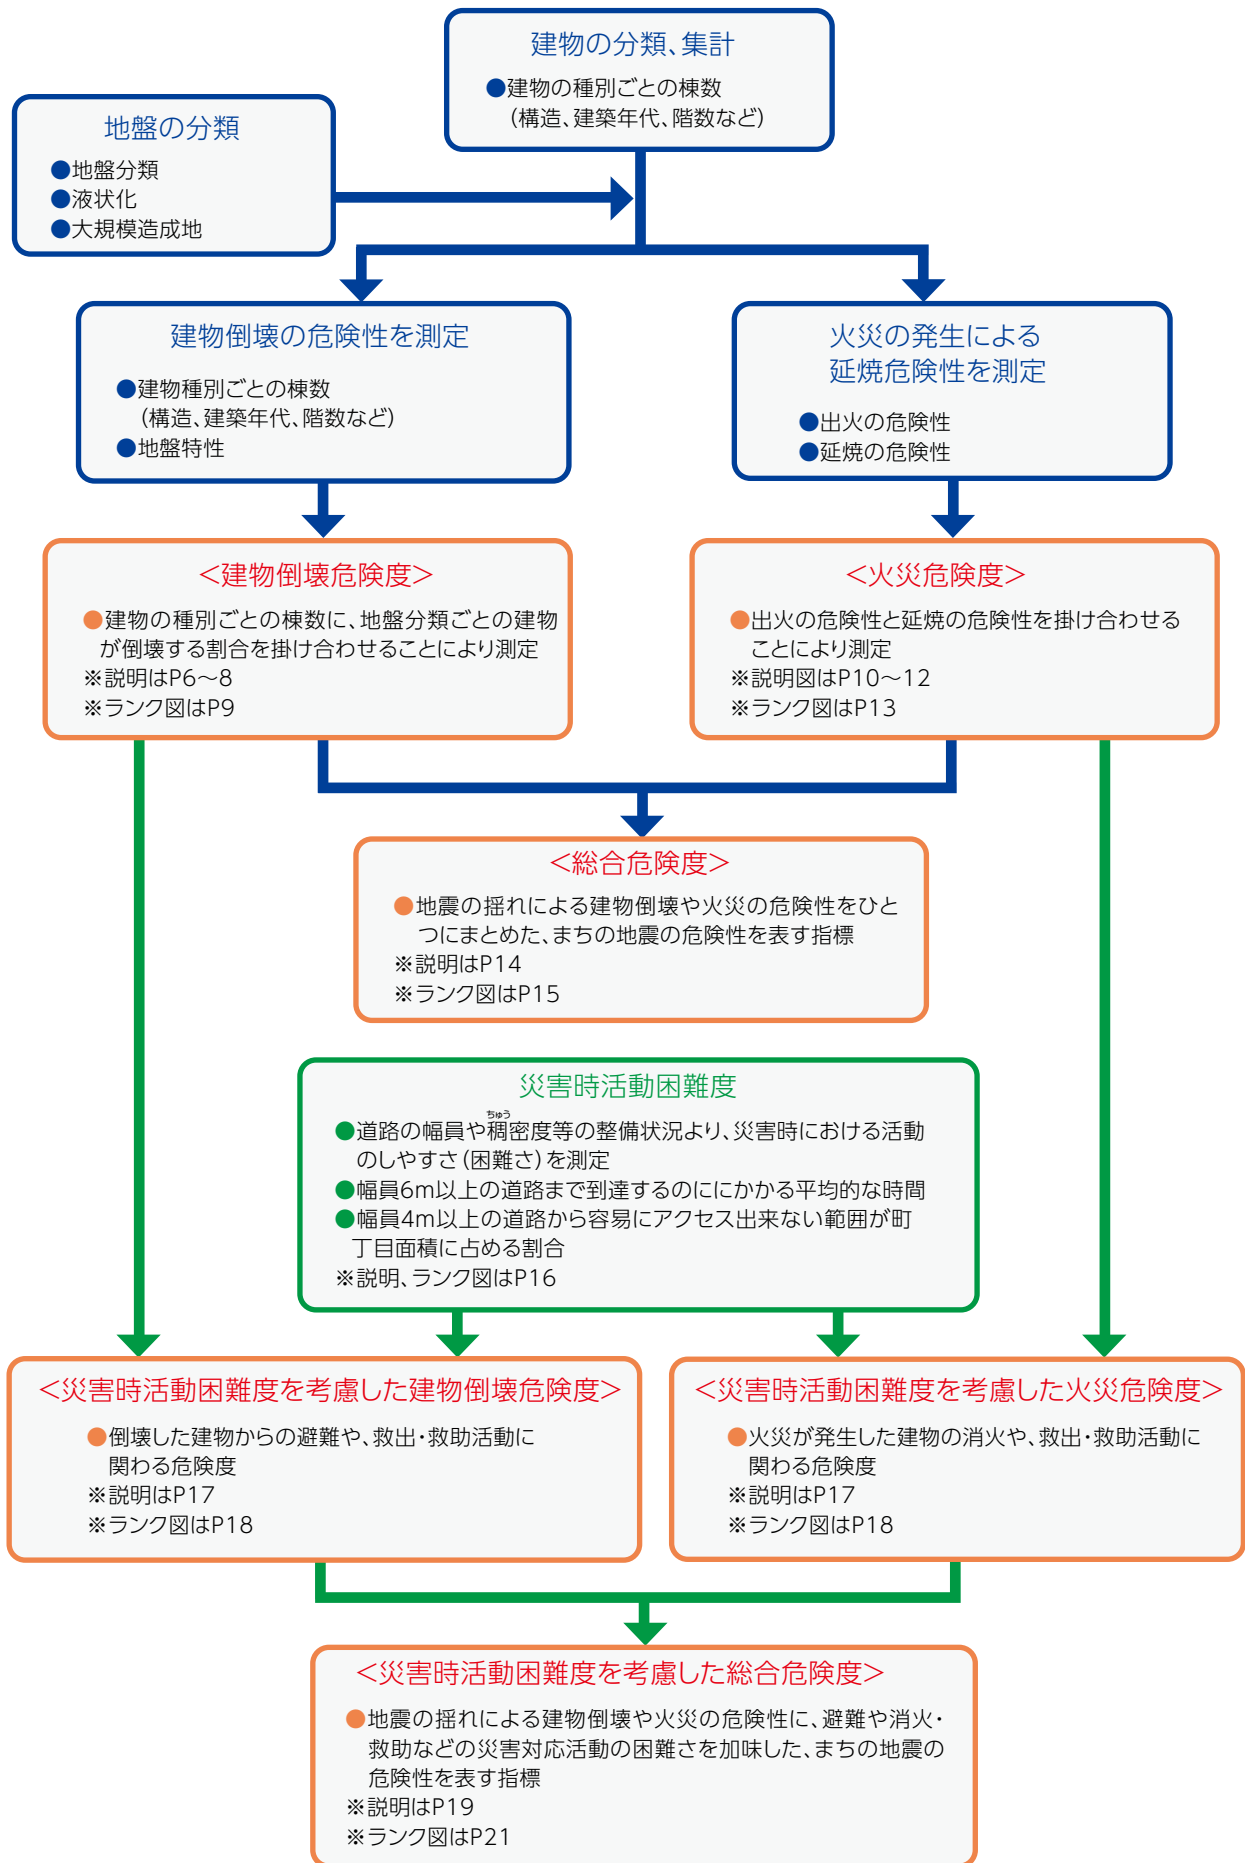 建物の分類、集計
●建物の種別ごとの棟数
(構造、建築年代、階数など)
地盤の分類
●地盤分類
●液状化
●大規模造成地
建物倒壊の危険性を測定
●建物種別ごとの棟数
(構造、建築年代、階数など)
●地盤特性
火災の発生による
延焼危険性を測定
●出火の危険性
●延焼の危険性
<建物倒壊危険度>
●建物の種別ごとの棟数に、地盤分類ごとの建物
が倒壊する割合を掛け合わせることにより測定
※説明はP6〜8
※ランク図はP9
<火災危険度>
●出火の危険性と延焼の危険性を掛け合わせる
ことにより測定
※説明図はP10〜12
※ランク図はP13
<総合危険度>
●地震の揺れによる建物倒壊や火災の危険性をひと
つにまとめた、まちの地震の危険性を表す指標
※説明はP14
※ランク図はP15
災害時活動困難度
ちゅう
●道路の幅員や稠密度等の整備状況より、災害時における活動
のしやすさ(困難さ)を測定
●幅員6m以上の道路まで到達するのににかかる平均的な時間
●幅員4m以上の道路から容易にアクセス出来ない範囲が町
丁目面積に占める割合
※説明、ランク図はP16
<災害時活動困難度を考慮した建物倒壊危険度>
●倒壊した建物からの避難や、救出・救助活動に
関わる危険度
※説明はP17
※ランク図はP18
<災害時活動困難度を考慮した火災危険度>
●火災が発生した建物の消火や、救出・救助活動に
関わる危険度
※説明はP17
※ランク図はP18
<災害時活動困難度を考慮した総合危険度>
●地震の揺れによる建物倒壊や火災の危険性に、避難や消火・
救助などの災害対応活動の困難さを加味した、まちの地震の
危険性を表す指標
※説明はP19
※ランク図はP21